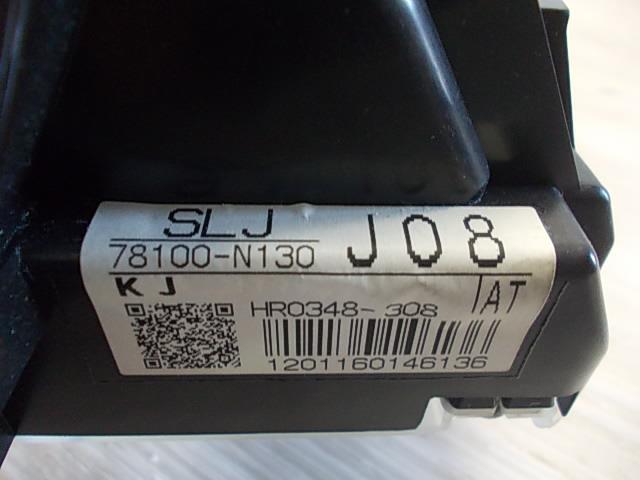 SLJ
78100-N130 J08
KJ
HR0348-308 AT
1201160146136